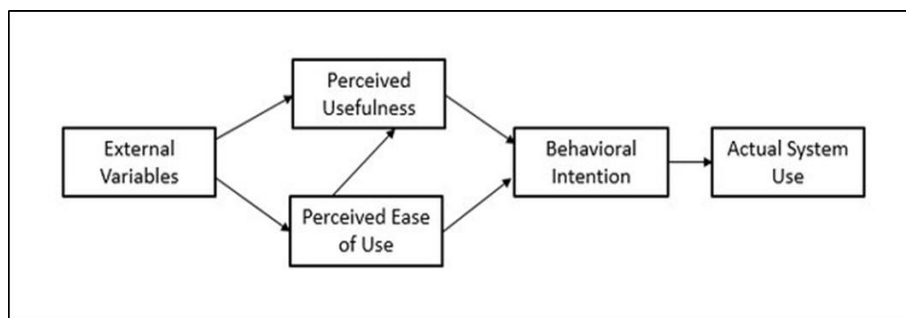 Perceived
Usefulness
External
Variables
Behavioral
Intention
Actual System
Use
Perceived Ease
of Use